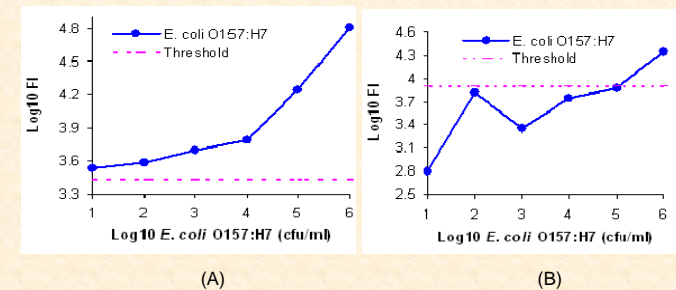 4.8
4.5
4.2
3.9
3.6
3.3
Log10 FI
E. coli O157:H7
Threshold
1 2 3 4 5 6
Log10 E. coli O157:H7 (cfu/ml)
(A)
4.6
4.3
4
3.7
3.4
3.1
2.8
2.5
Log10 FI
E. coli O157:H7
Threshold
1 2 3 4 5 6
Log10 E. coli O157:H7 (cfu/ml)
(B)